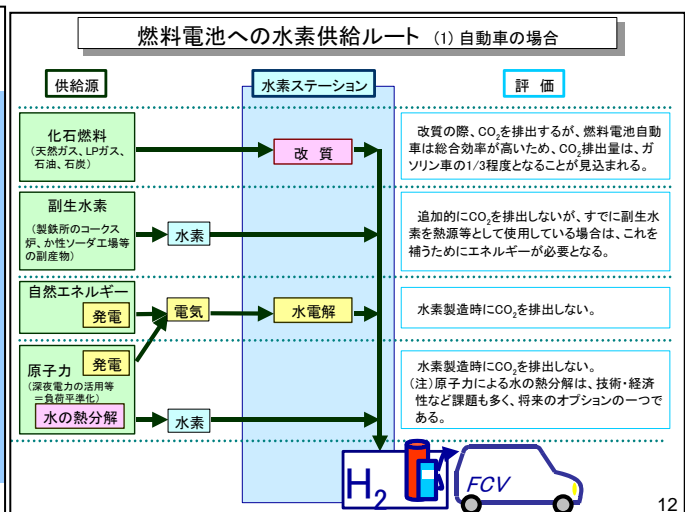 燃料電池への水素供給ルート (1) 自動車の場合
供給源
水素ステーション
評 価
化石燃料
(天然ガス、LPガス、
石油、石炭)
改 質
改質の際、CO2を排出するが、燃料電池自動
車は総合効率が高いため、CO2排出量は、ガ
ソリン車の1/3程度となることが見込まれる。
副生水素
(製鉄所のコークス
炉、か性ソーダ工場等
の副産物)
水素
追加的にCO2を排出しないが、すでに副生水
素を熱源等として使用している場合は、これを
補うためにエネルギーが必要となる。
自然エネルギー
発電
電気
水電解
水素製造時にCO2を排出しない。
原子力
発電
(深夜電力の活用等
=負荷平準化)
水の熱分解
水素
水素製造時にCO2を排出しない。
(注)原子力による水の熱分解は、技術・経済
性など課題も多く、将来のオプションの一つで
ある。
H2
FCV
12